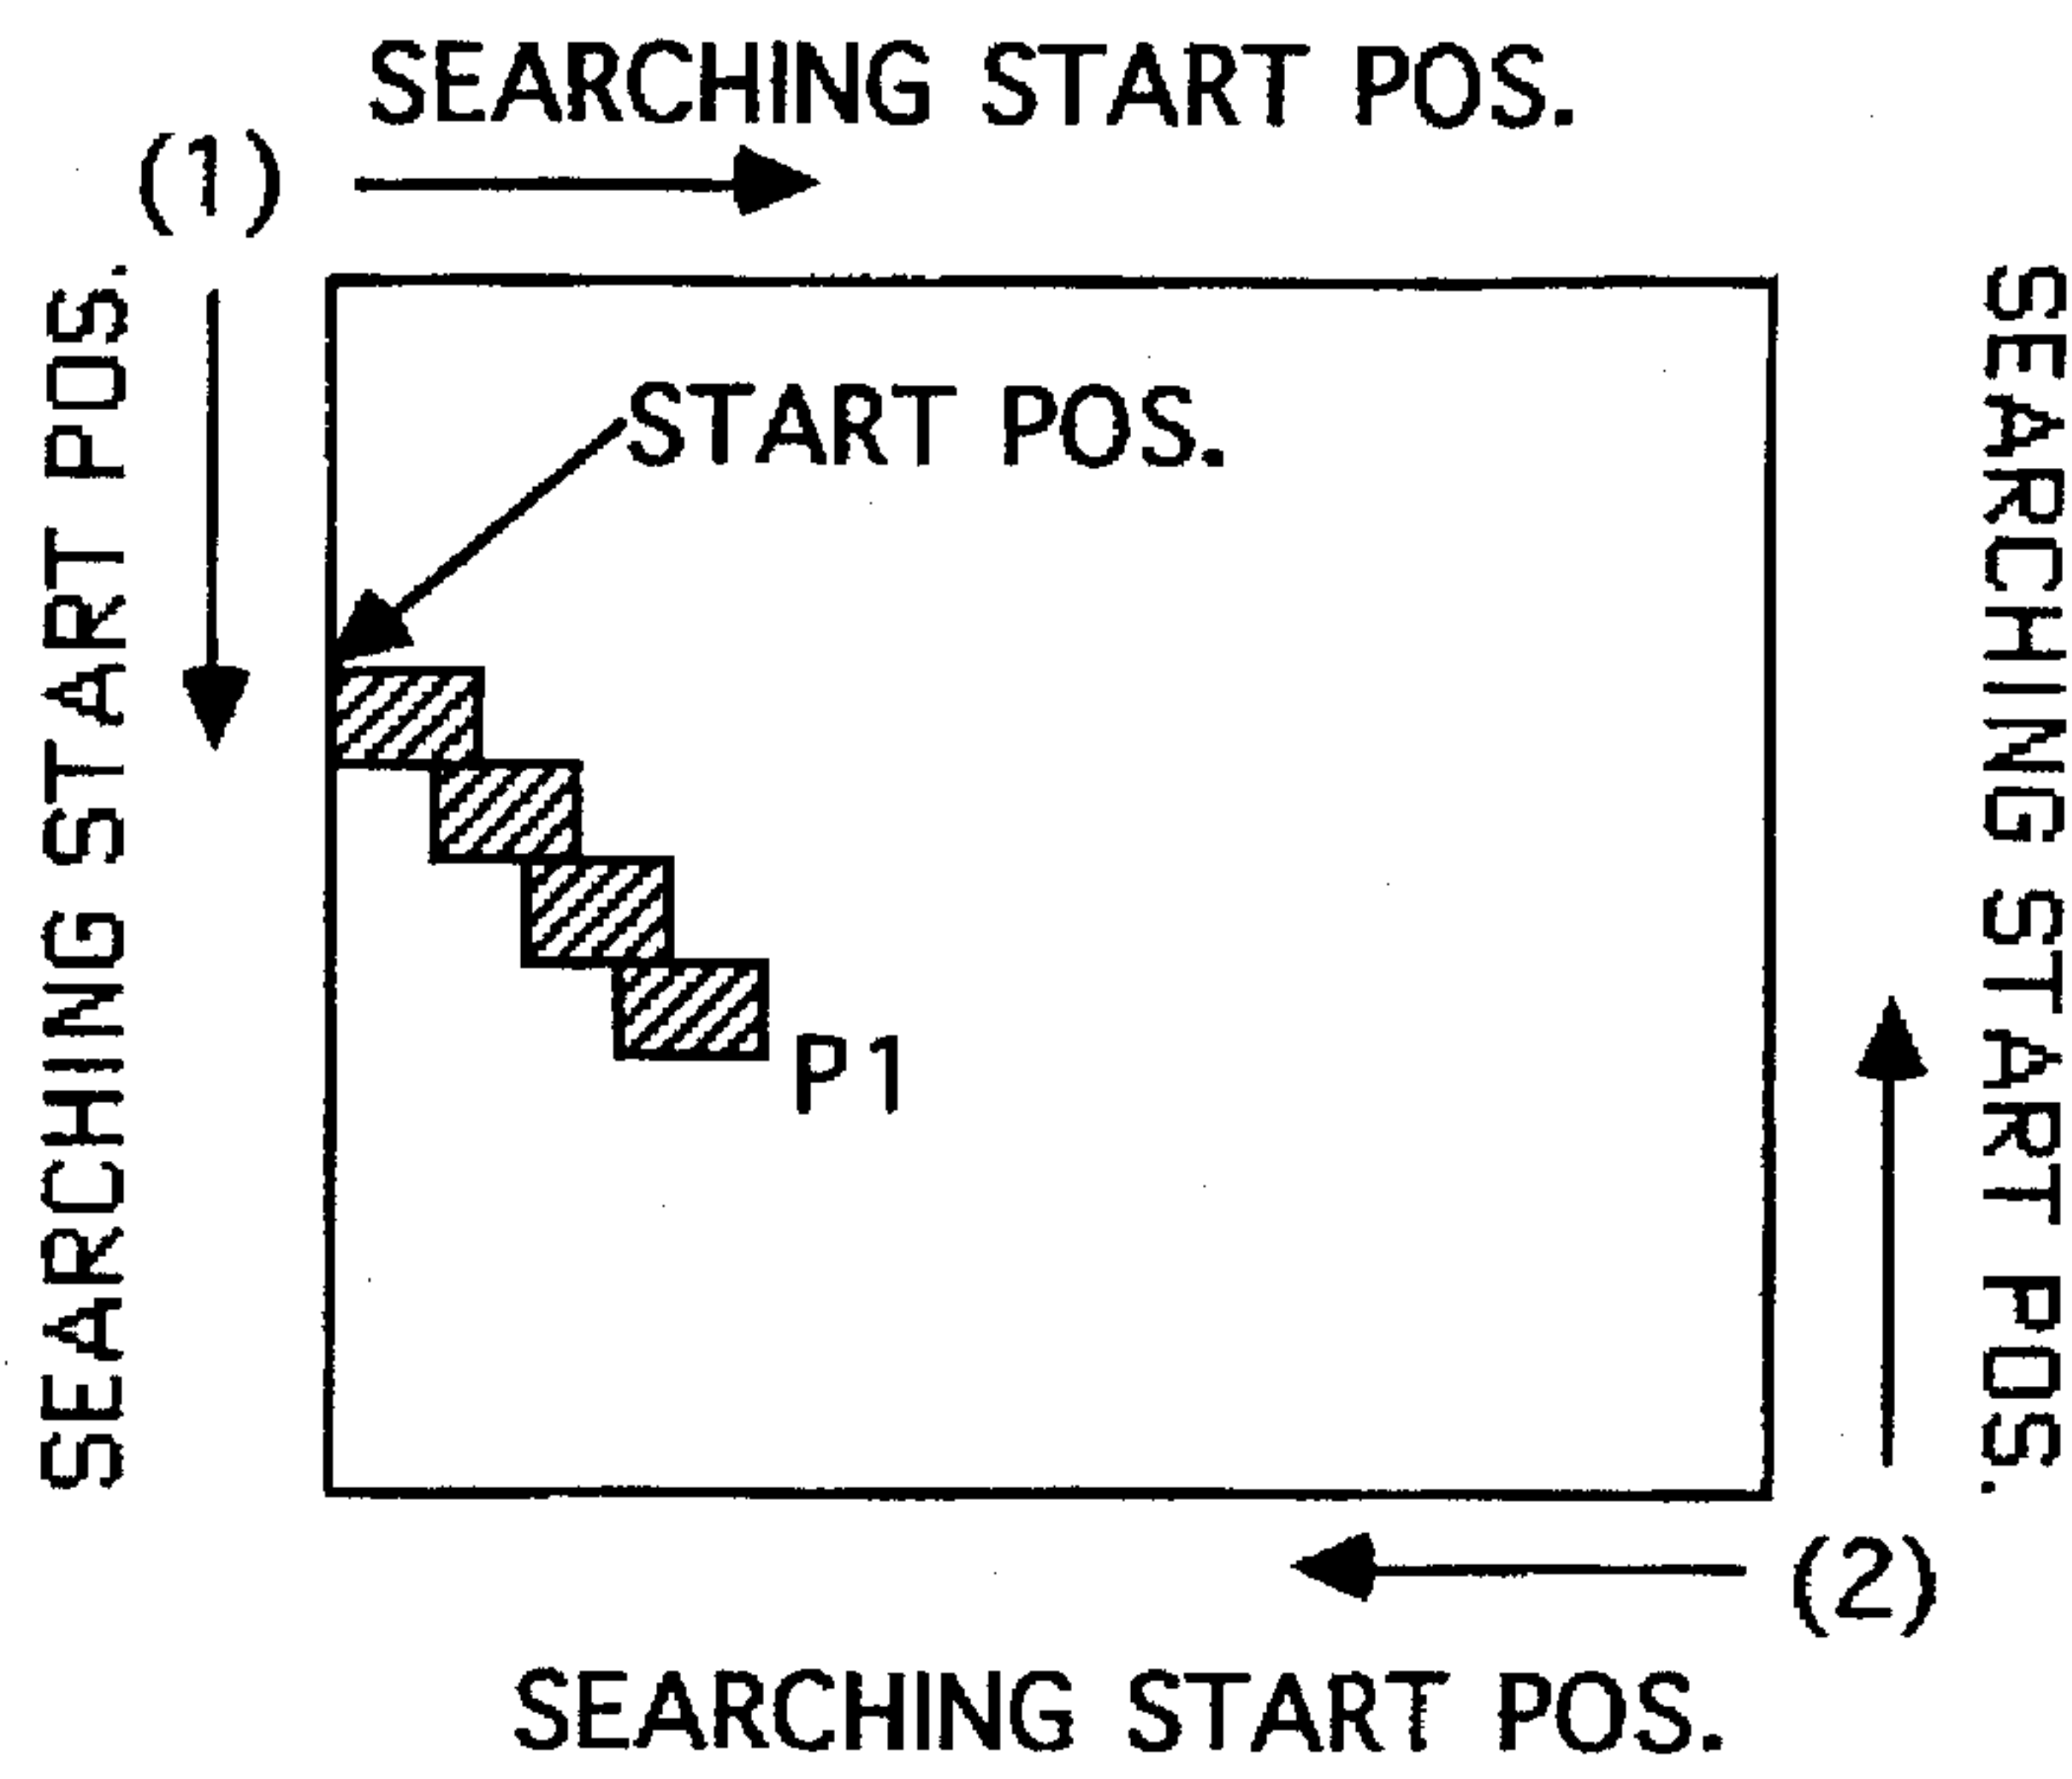 SEARCHING START POS.
(1)
SEARCHING START POS.
START POS.
P1
SEARCHING START POS.
(2)
SEARCHING START POS.